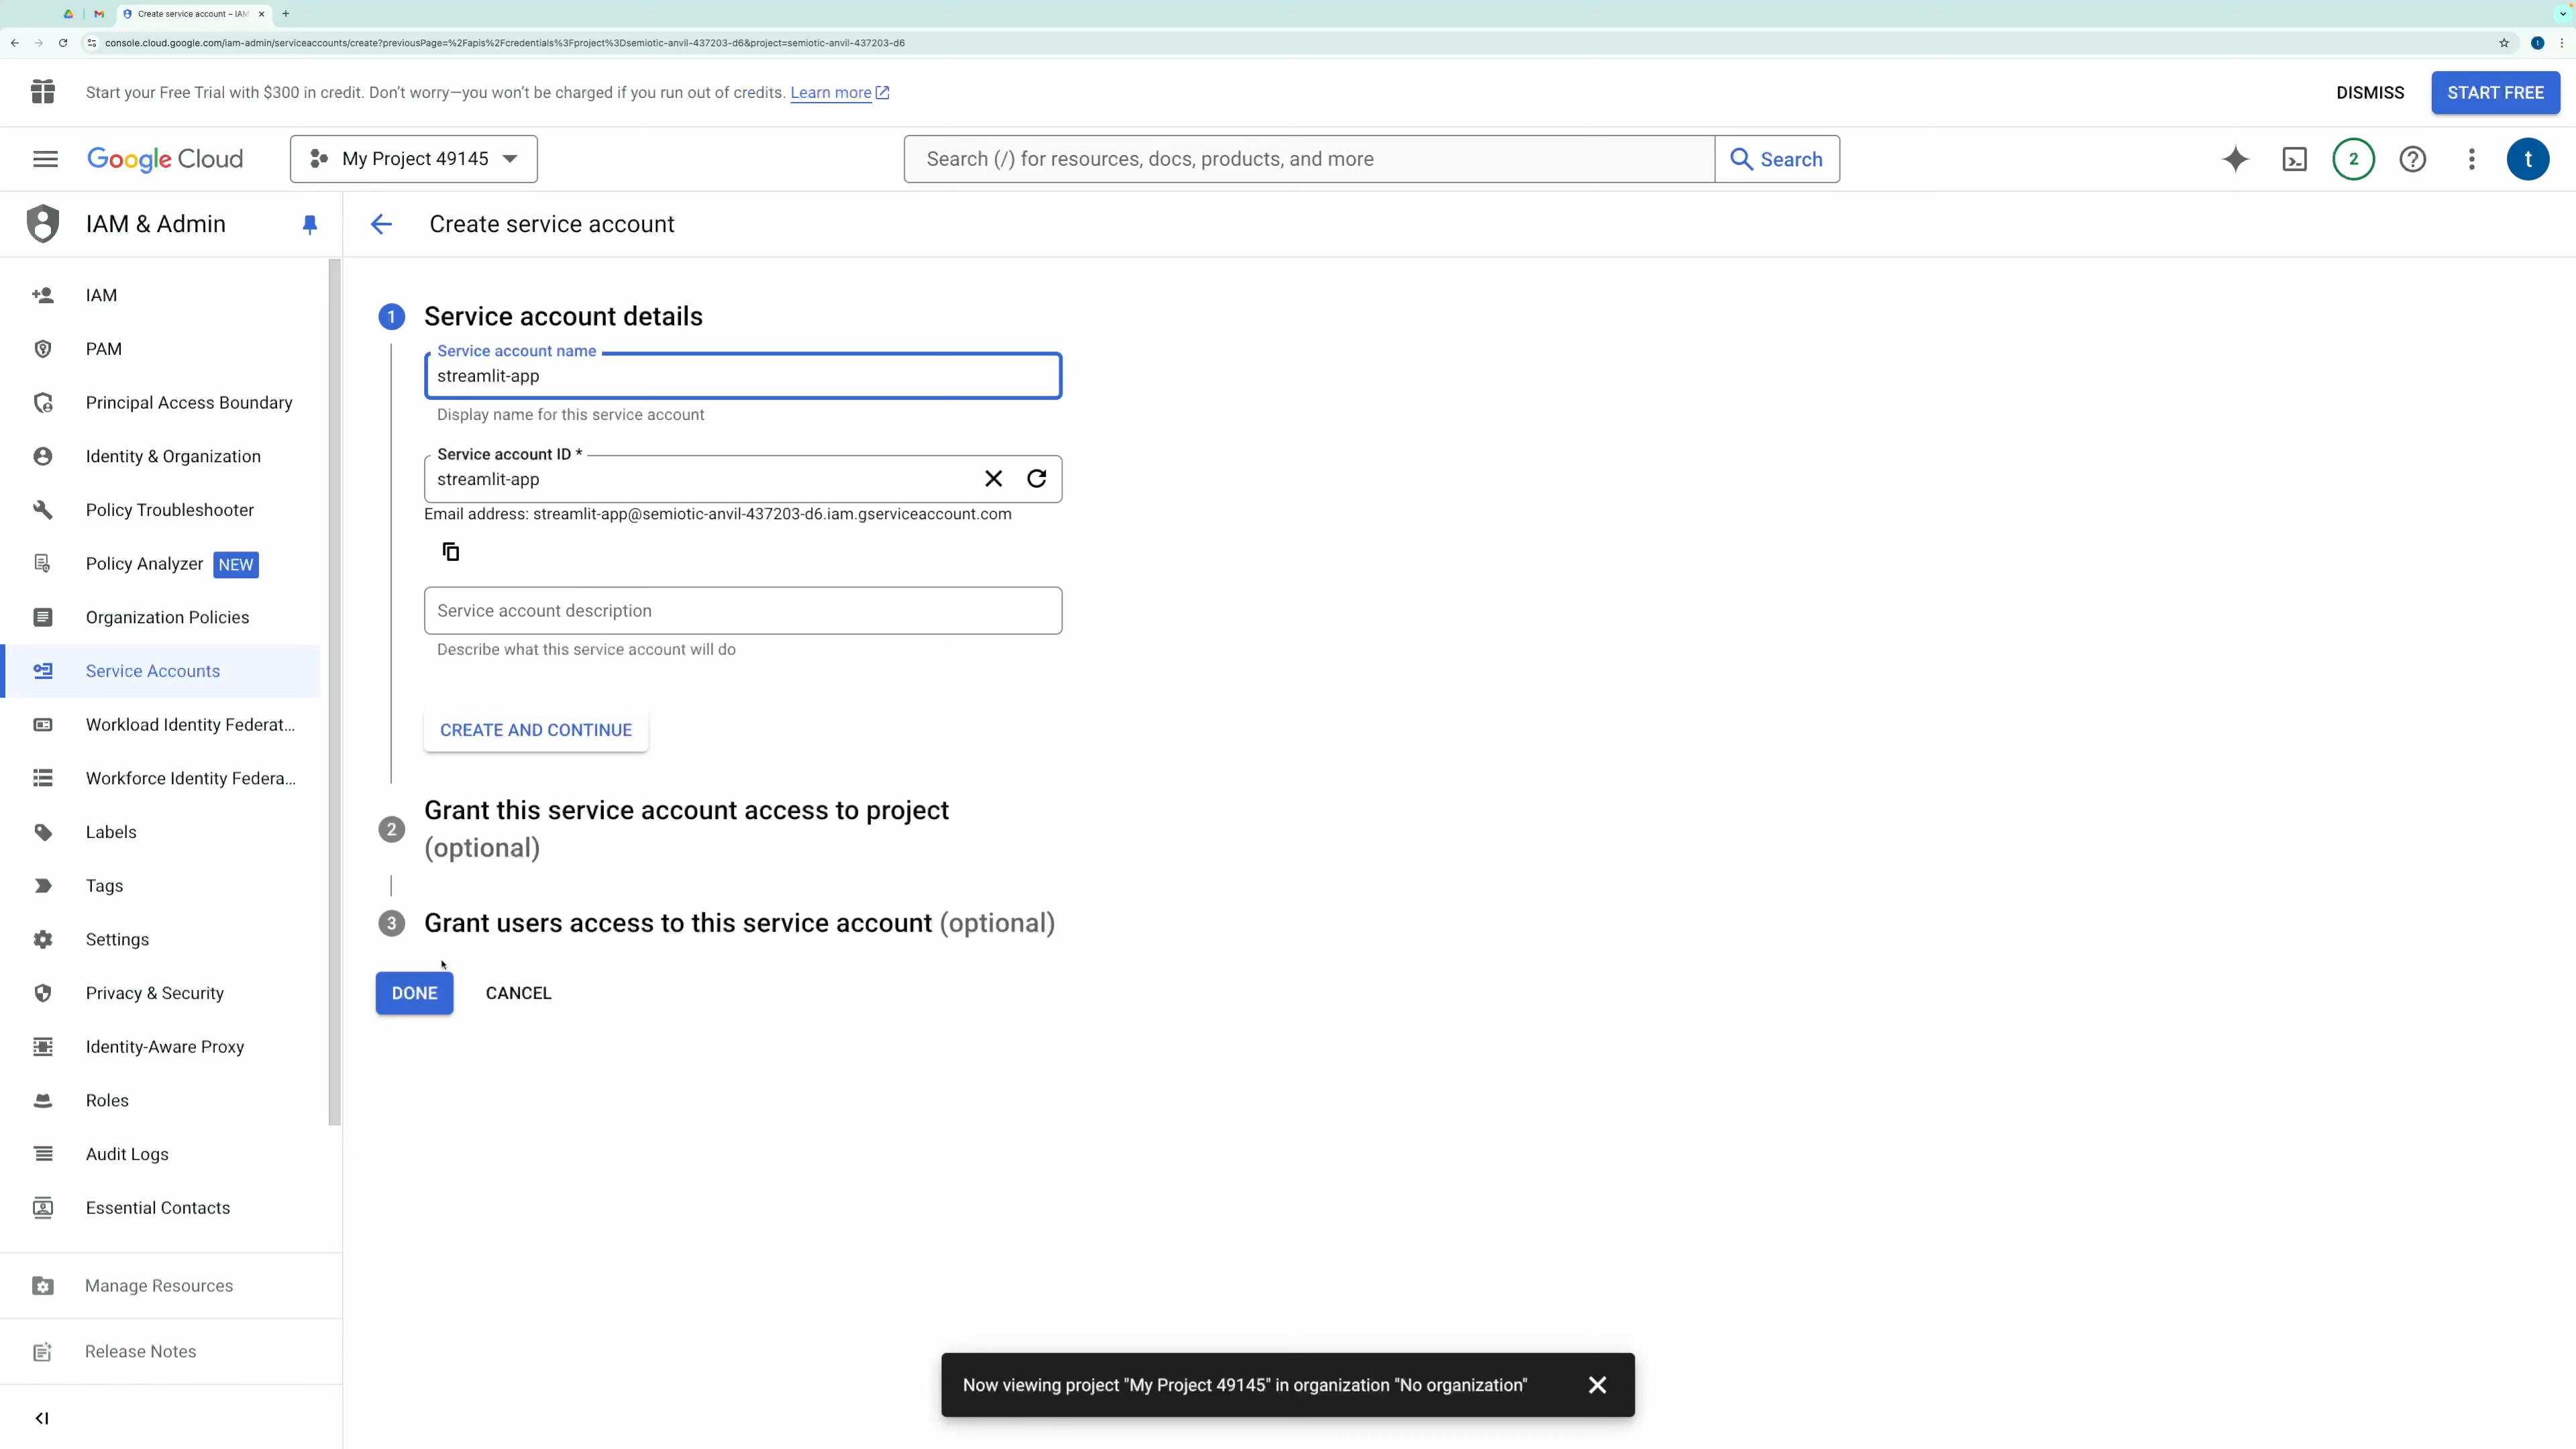 Create service account – IAM
console.cloud.google.com/iam-admin/serviceaccounts/create?previousPage=%2Fapis%2Fcredentials%3Fproject%3Dsemiotic-anvil-437203-d6&project=semiotic-anvil-437203-d6
Start your Free Trial with $300 in credit. Don't worry—you won't be charged if you run out of credits. Learn more
DISMISS
START FREE
Google Cloud
My Project 49145
Search (/) for resources, docs, products, and more
Search
2
t
IAM & Admin
Create service account
IAM
PAM
Principal Access Boundary
Identity & Organization
Policy Troubleshooter
Policy Analyzer NEW
Organization Policies
Service Accounts
Workload Identity Federat...
Workforce Identity Federa...
Labels
Tags
Settings
Privacy & Security
Identity-Aware Proxy
Roles
Audit Logs
Essential Contacts
Manage Resources
Release Notes
1 Service account details
Service account name
streamlit-app
Display name for this service account
Service account ID *
streamlit-app
Email address: streamlit-app@semiotic-anvil-437203-d6.iam.gserviceaccount.com
Service account description
Describe what this service account will do
CREATE AND CONTINUE
2 Grant this service account access to project
(optional)
3 Grant users access to this service account (optional)
DONE
CANCEL
Now viewing project "My Project 49145" in organization "No organization"